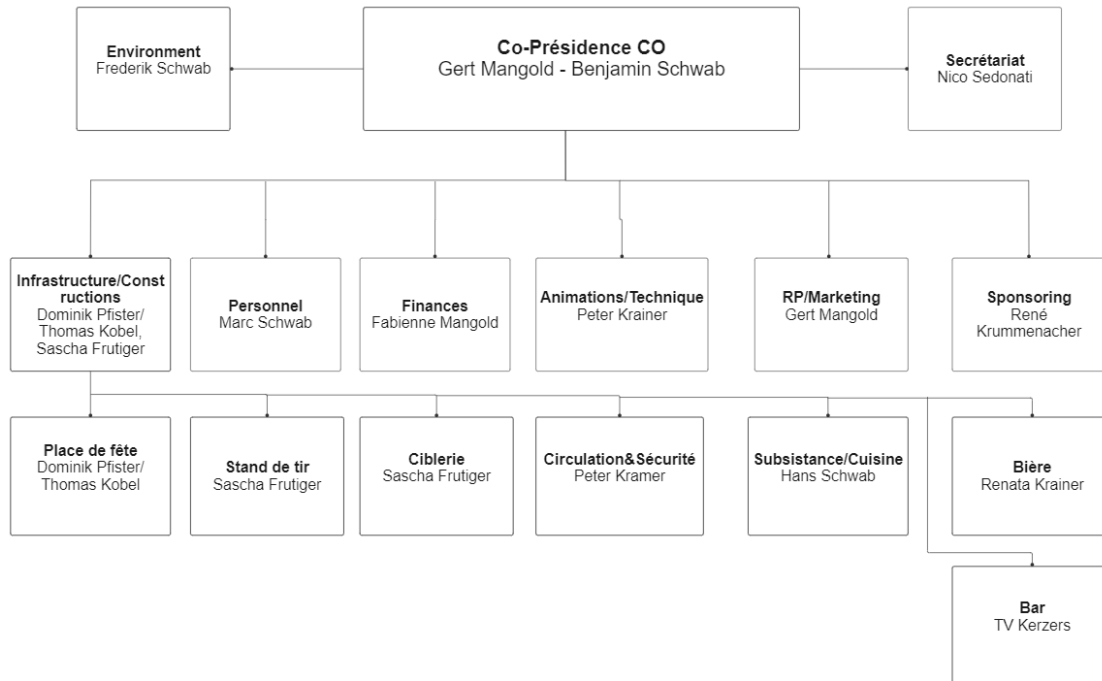 Environment
Frederik Schwab
Co-Présidence CO
Gert Mangold - Benjamin Schwab
Secrétariat
Nico Sedonati
Infrastructure/Const
ructions
Dominik Pfister/
Thomas Kobel,
Sascha Frutiger
Personnel
Marc Schwab
Finances
Fabienne Mangold
Animations/Technique
Peter Krainer
RP/Marketing
Gert Mangold
Sponsoring
René
Krummenacher
Place de fête
Dominik Pfister/
Thomas Kobel
Stand de tir
Sascha Frutiger
Ciblerie
Sascha Frutiger
Circulation&Sécurité
Peter Kramer
Subsistance/Cuisine
Hans Schwab
Bière
Renata Krainer
Bar
TV Kerzers